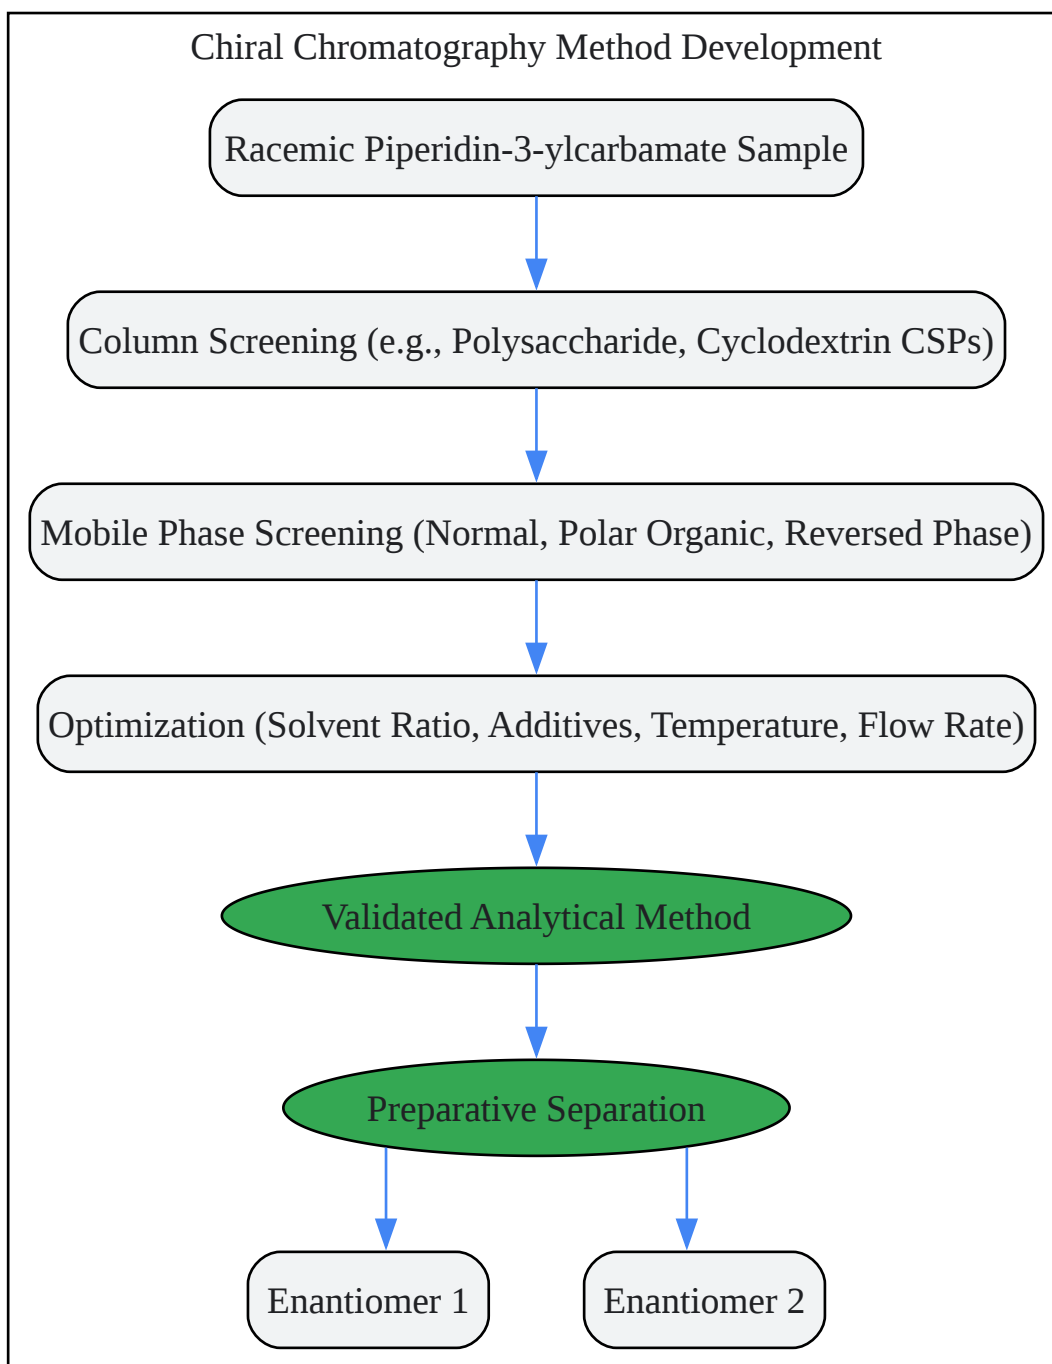 Chiral Chromatography Method Development
Racemic Piperidin-3-ylcarbamate Sample
Column Screening (e.g., Polysaccharide, Cyclodextrin CSPs)
Mobile Phase Screening (Normal, Polar Organic, Reversed Phase)
Optimization (Solvent Ratio, Additives, Temperature, Flow Rate)
Validated Analytical Method
Preparative Separation
Enantiomer 1
Enantiomer 2